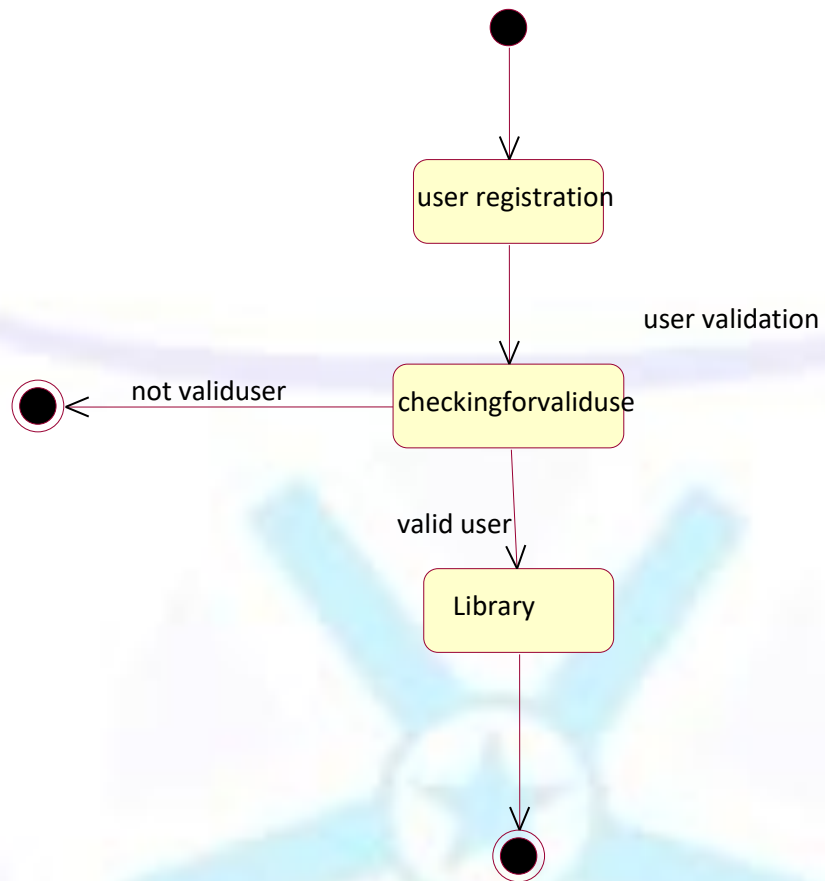 user registration
user validation
not validuser
checkingforvaliduse
valid user
Library